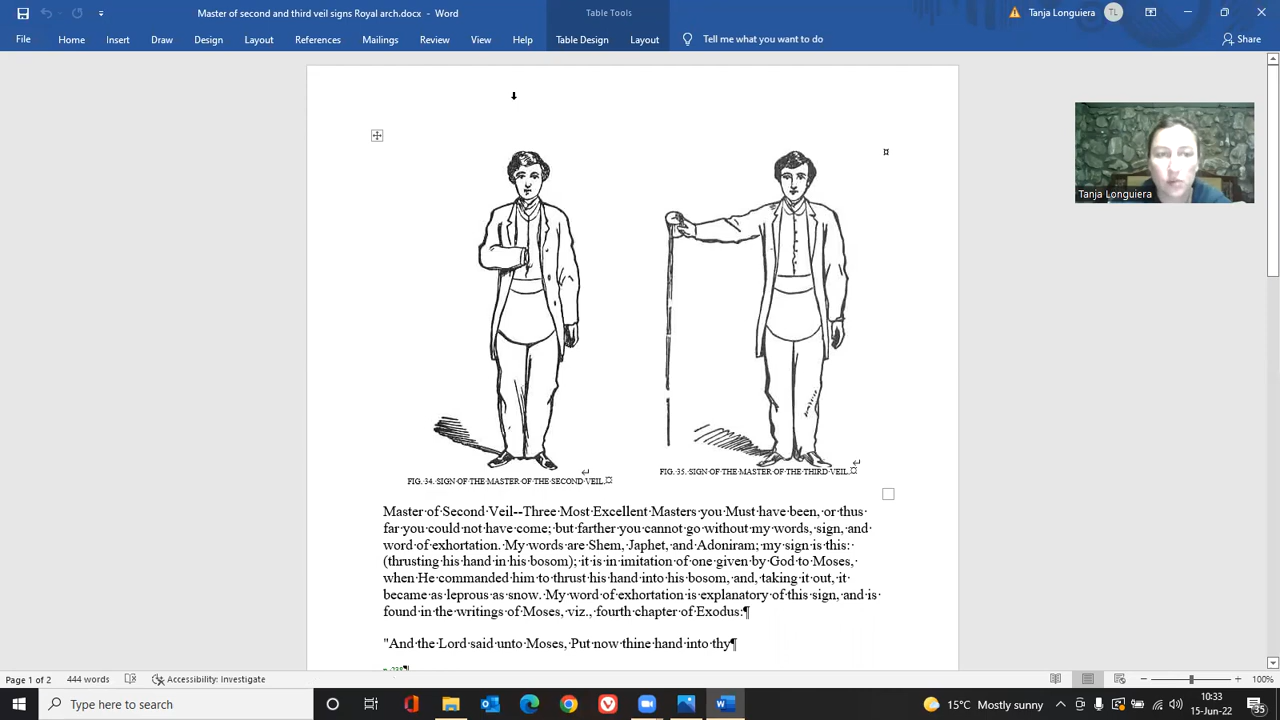 Master of second and third veil signs Royal arch.docx - Word
Table Tools
Tanja Longuiera
File
Home
Insert
Draw
Design
Layout
References
Mailings
Review
View
Help
Table Design
Layout
Tell me what you want to do
Share
Tanja Longuiera
FIG. 34. SIGN OF THE MASTER OF THE SECOND VEIL.
FIG. 35. SIGN OF THE MASTER OF THE THIRD VEIL.
Master of Second Veil--Three Most Excellent Masters you Must have been, or thus
far you could not have come; but farther you cannot go without my words, sign, and
word of exhortation. My words are Shem, Japhet, and Adoniram; my sign is this:
(thrusting his hand in his bosom); it is in imitation of one given by God to Moses,
when He commanded him to thrust his hand into his bosom, and, taking it out, it
became as leprous as snow. My word of exhortation is explanatory of this sign, and is
found in the writings of Moses, viz., fourth chapter of Exodus:
"And the Lord said unto Moses, Put now thine hand into thy
Page 1 of 2
444 words
Accessibility: Investigate
100%
Type here to search
15°C Mostly sunny
10:33
15-Jun-22
35